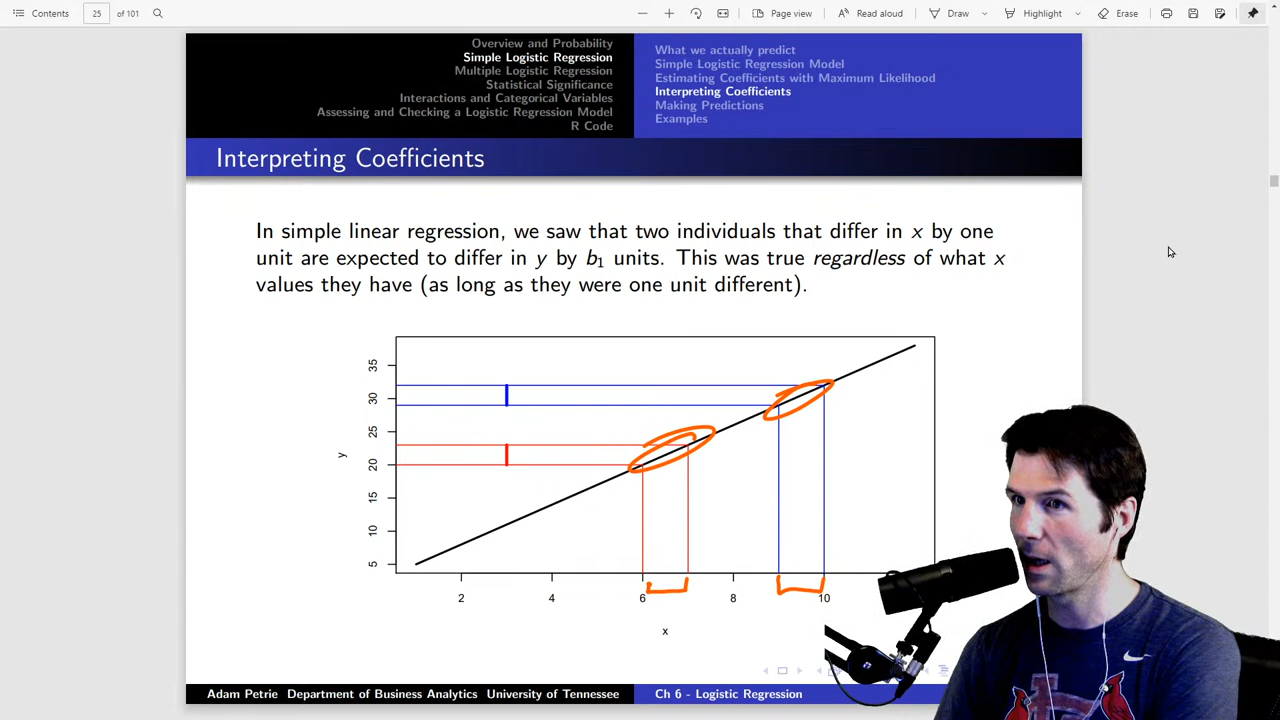 Contents
25
of 101
Page view
A
Read aloud
Draw
Highlight
Erase
Overview and Probability
Simple Logistic Regression
Multiple Logistic Regression
Statistical Significance
Interactions and Categorical Variables
Assessing and Checking a Logistic Regression Model
R Code
What we actually predict
Simple Logistic Regression Model
Estimating Coefficients with Maximum Likelihood
Interpreting Coefficients
Making Predictions
Examples
Interpreting Coefficients
In simple linear regression, we saw that two individuals that differ in x by one
unit are expected to differ in y by b₁ units. This was true regardless of what x
values they have (as long as they were one unit different).
35
30
25
20
15
10
5
y
2 4 6 8 10
x
Adam Petrie Department of Business Analytics University of Tennessee
Ch 6 - Logistic Regression